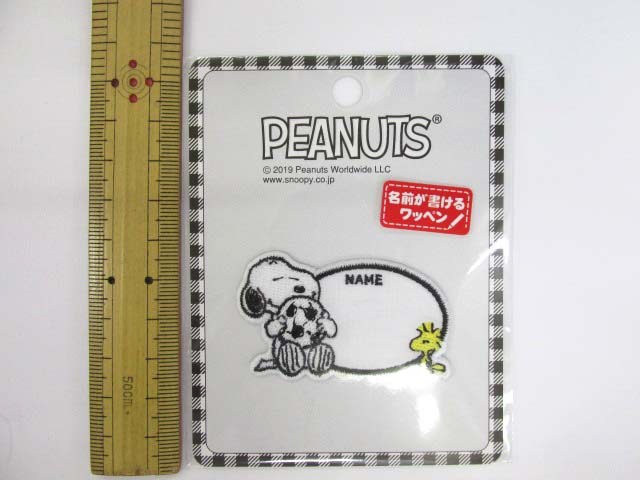 PEANUTS®
© 2019 Peanuts Worldwide LLC
www.snoopy.co.jp
名前が書ける
ワッペン
NAME
50cm